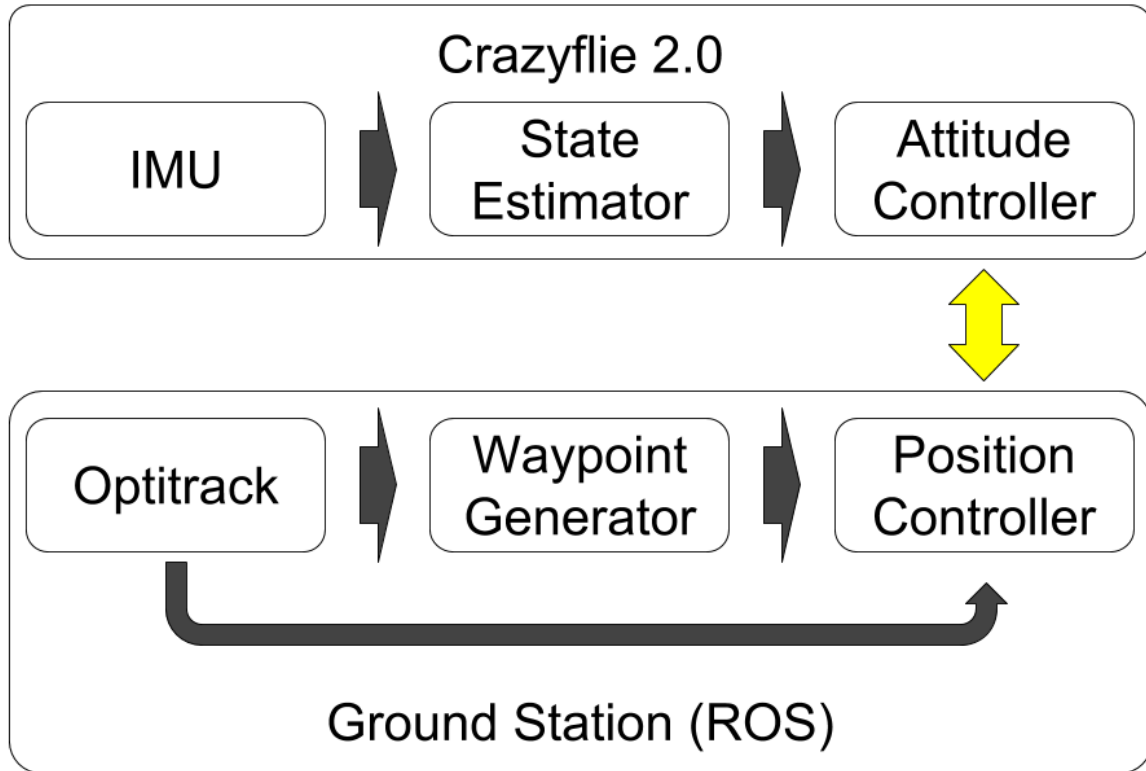 Crazyflie 2.0
IMU
State
Estimator
Attitude
Controller
Optitrack
Waypoint
Generator
Position
Controller
Ground Station (ROS)